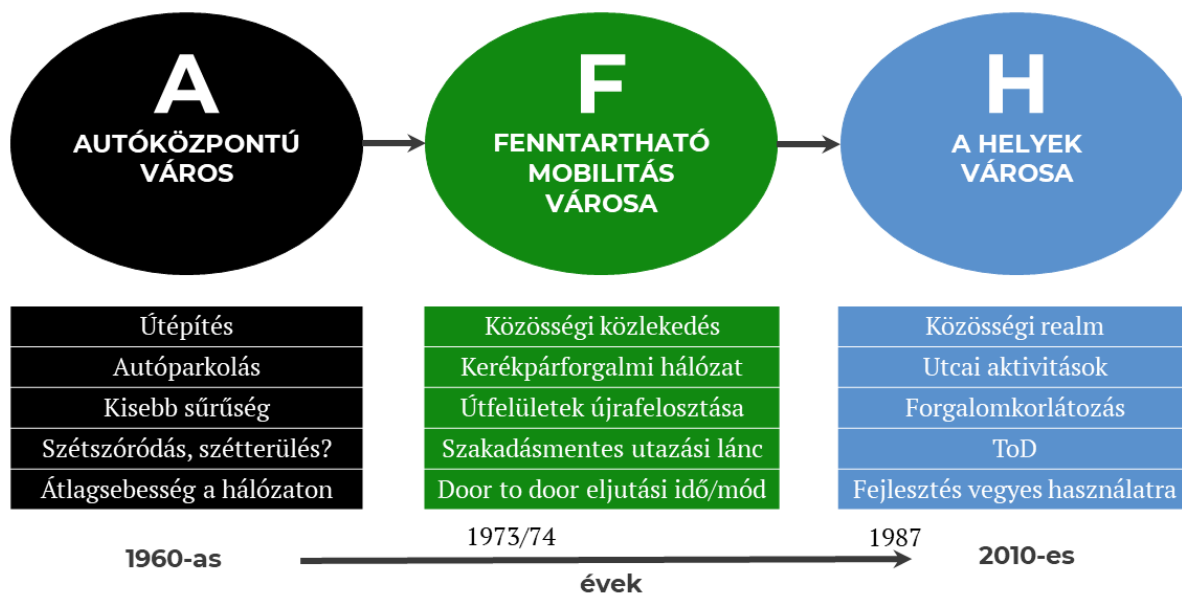 A
AUTÓKÖZPONTÚ
VÁROS
F
FENNTARTHATÓ
MOBILITÁS
VÁROSA
H
A HELYEK
VÁROSA
Útépítés
Autóparkolás
Kisebb sűrűség
Szétszóródás, szétterülés?
Átlagsebesség a hálózaton
Közösségi közlekedés
Kerékpárforgalmi hálózat
Útfelületek újrafelosztása
Szakadásmentes utazási lánc
Door to door eljutási idő/mód
Közösségi realm
Utcai aktivitások
Forgalomkorlátozás
ToD
Fejlesztés vegyes használatra
1960-as
1973/74
1987
2010-es
évek